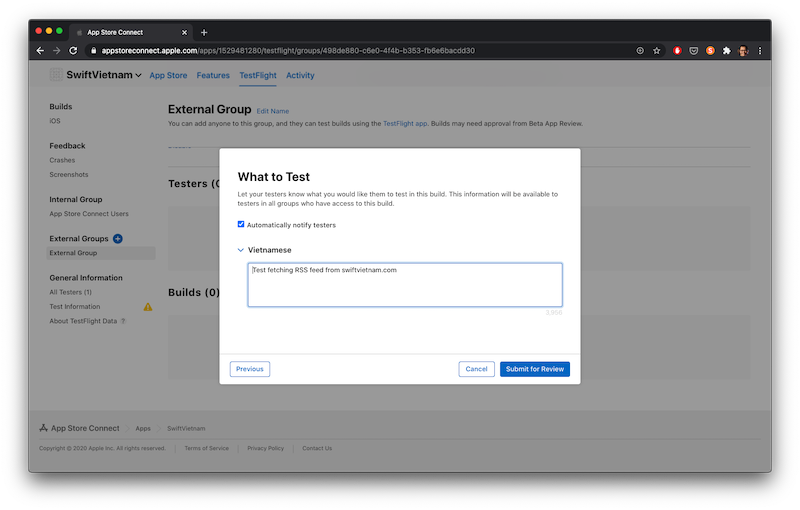 App Store Connect
appstoreconnect.apple.com/apps/1529481280/testflight/groups/498de880-c6e0-4f4b-b353-fb6e6bacdd30
SwiftVietnam App Store Features TestFlight Activity
Builds
iOS
Feedback
Crashes
Screenshots
Internal Group
App Store Connect Users
External Groups
External Group
General Information
All Testers (1)
Test Information
About TestFlight Data ?
External Group Edit Name
You can add anyone to this group, and they can test builds using the TestFlight app. Builds may need approval from Beta App Review.
Testers (
Builds (0)
What to Test
Let your testers know what you would like them to test in this build. This information will be available to
testers in all groups who have access to this build.
Automatically notify testers
Vietnamese
Test fetching RSS feed from swiftvietnam.com
Previous Cancel Submit for Review
App Store Connect Apps SwiftVietnam
Copyright © 2020 Apple Inc. All rights reserved. Terms of Service Privacy Policy Contact Us